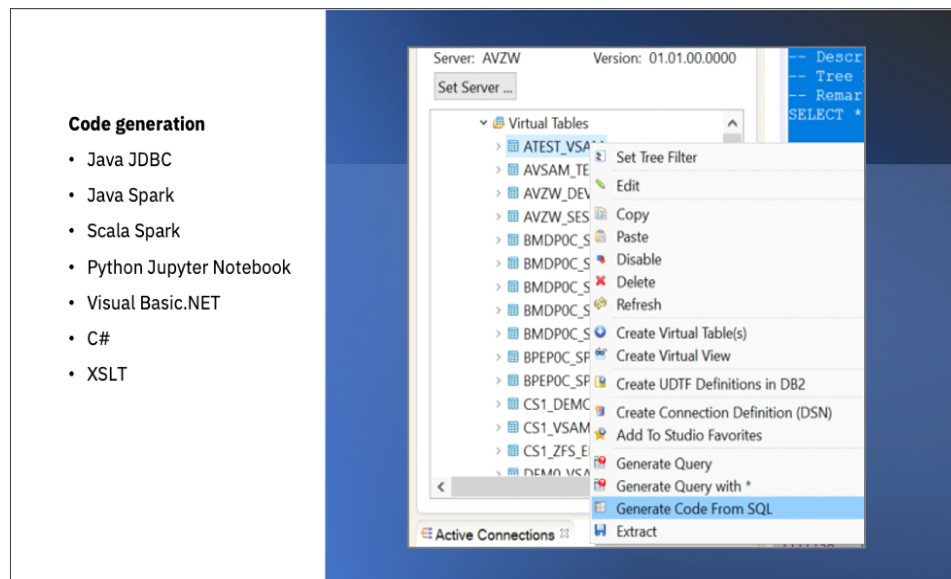 Code generation
• Java JDBC
• Java Spark
• Scala Spark
• Python Jupyter Notebook
• Visual Basic.NET
• C#
• XSLT
Server: AVZW Version: 01.01.00.0000
Set Server ...
Virtual Tables
ATEST_VSAM
AVSAM_TE
AVZW_DEV
AVZW_SES
BMDP0C_S
BMDP0C_S
BMDP0C_S
BMDP0C_S
BMDP0C_S
BPEP0C_SP
BPEP0C_SP
CS1_DEMO
CS1_VSAM
CS1_ZFS_E
DEM0_VSA
Active Connections
-- Descr
-- Tree
-- Remar
SELECT *
Set Tree Filter
Edit
Copy
Paste
Disable
Delete
Refresh
Create Virtual Table(s)
Create Virtual View
Create UDTF Definitions in DB2
Create Connection Definition (DSN)
Add To Studio Favorites
Generate Query
Generate Query with *
Generate Code From SQL
Extract